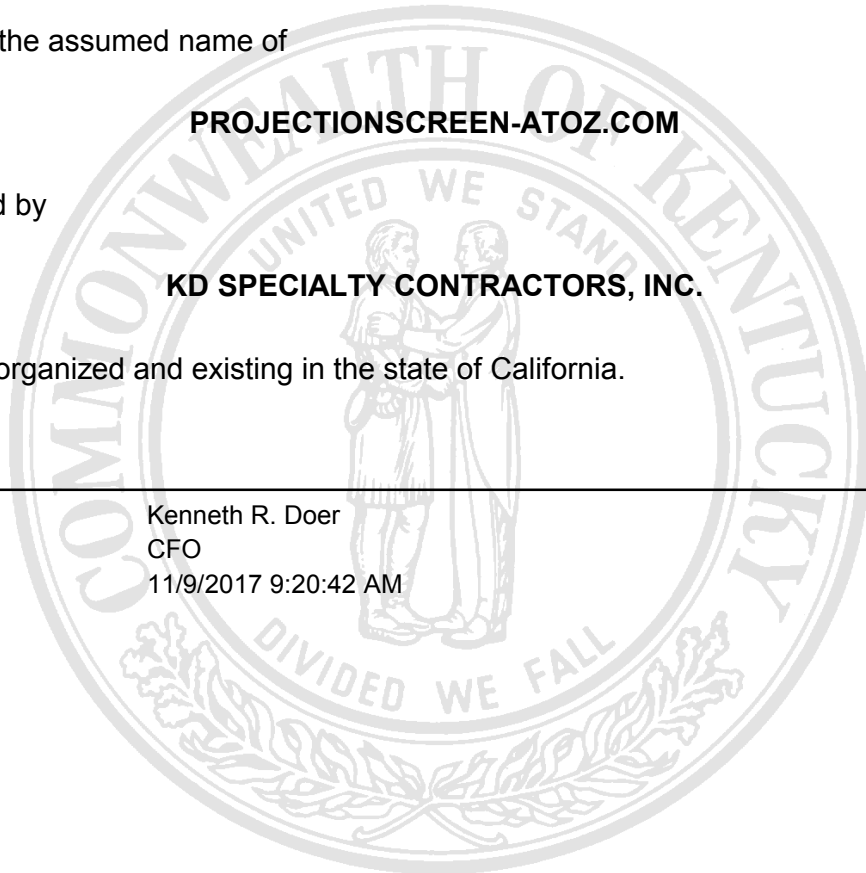 the assumed name of
PROJECTIONSCREEN-ATOZ.COM
d by
KD SPECIALTY CONTRACTORS, INC.
organized and existing in the state of California.
Kenneth R. Doer
CFO
11/9/2017 9:20:42 AM
COMMONWEALTH OF KENTUCKY
UNITED WE STAND
DIVIDED WE FALL